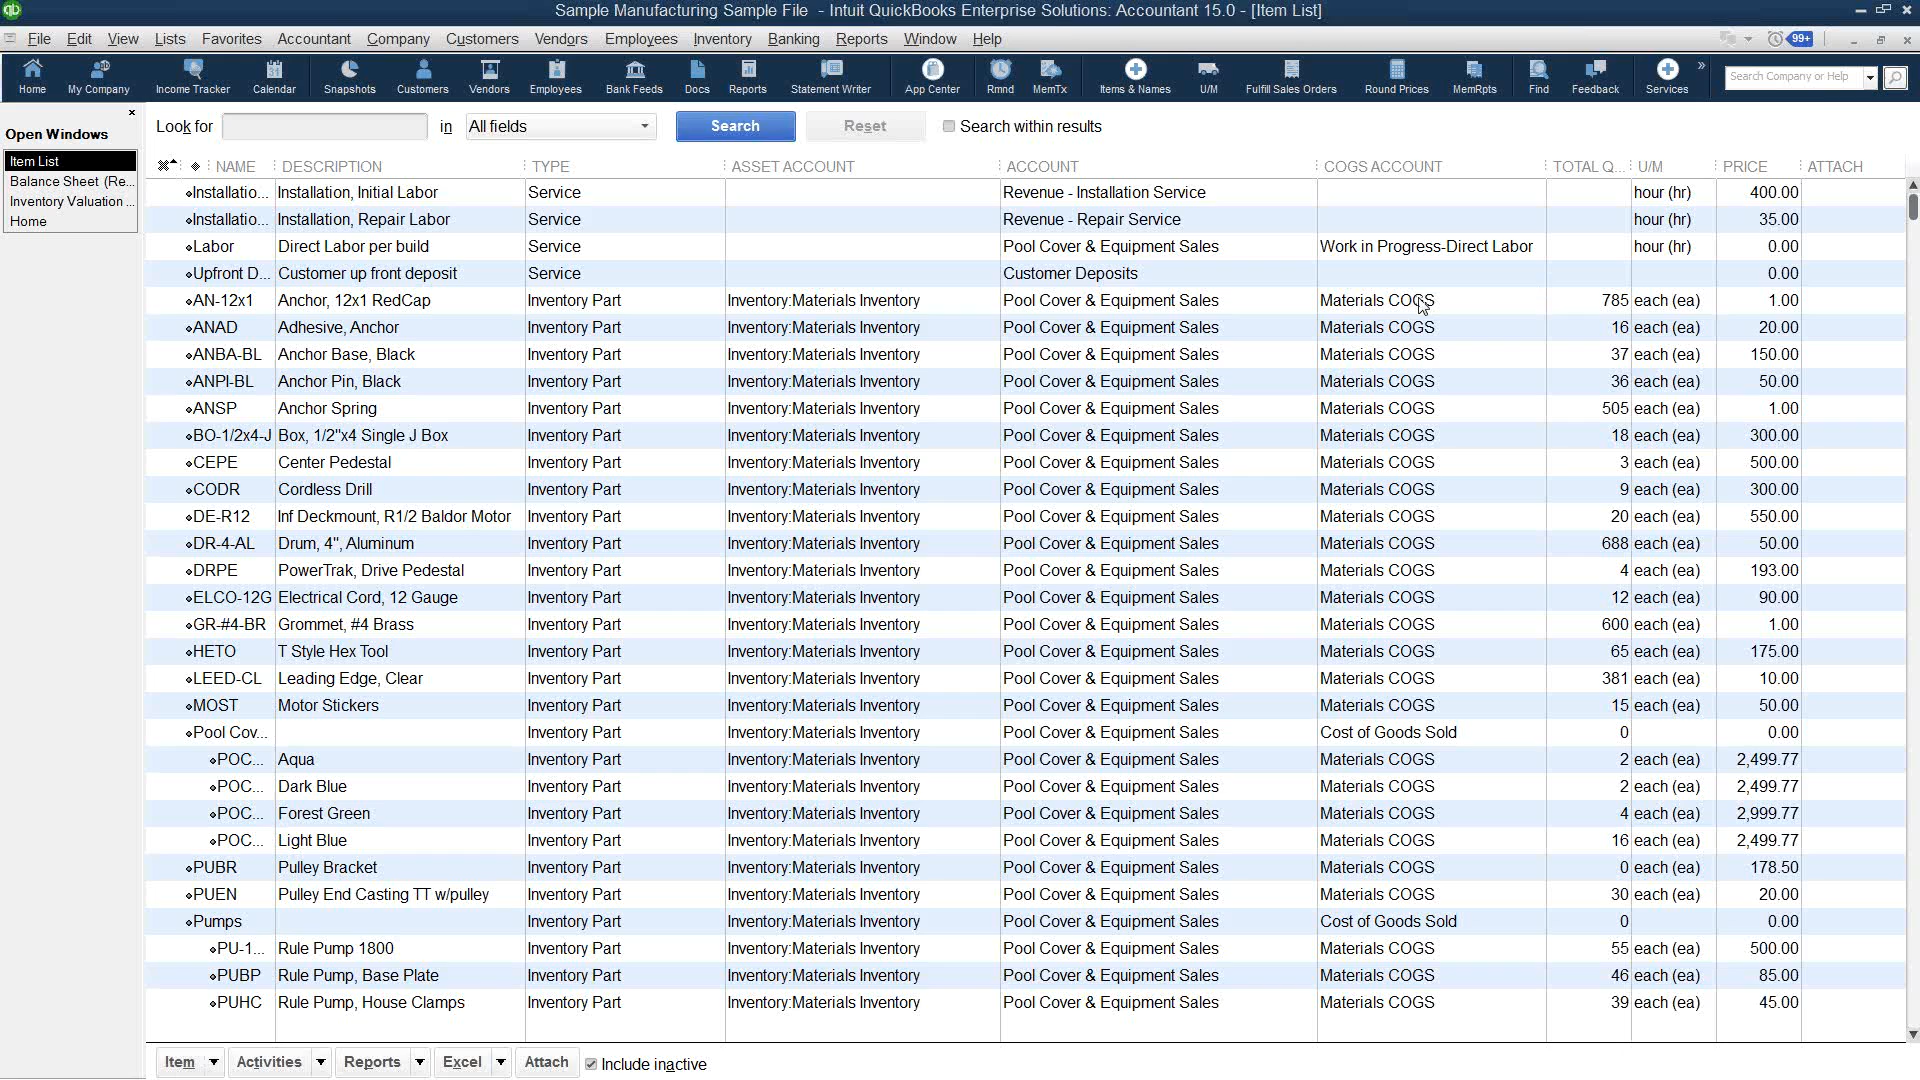 Sample Manufacturing Sample File - Intuit QuickBooks Enterprise Solutions: Accountant 15.0 - [Item List]
File Edit View Lists Favorites Accountant Company Customers Vendors Employees Inventory Banking Reports Window Help 99+
Home My Company Income Tracker Calendar Snapshots Customers Vendors Employees Bank Feeds Docs Reports Statement Writer App Center Rmnd MemTx Items & Names U/M Fulfill Sales Orders Round Prices MemRpts Find Feedback Services » Search Company or Help
Open Windows
Item List
Balance Sheet (Re...
Inventory Valuation ...
Home
Look for in All fields Search Reset Search within results
NAME DESCRIPTION TYPE ASSET ACCOUNT ACCOUNT COGS ACCOUNT TOTAL Q... U/M PRICE ATTACH
Installatio... Installation, Initial Labor Service Revenue - Installation Service hour (hr) 400.00
Installatio... Installation, Repair Labor Service Revenue - Repair Service hour (hr) 35.00
Labor Direct Labor per build Service Pool Cover & Equipment Sales Work in Progress-Direct Labor hour (hr) 0.00
Upfront D... Customer up front deposit Service Customer Deposits 0.00
AN-12x1 Anchor, 12x1 RedCap Inventory Part Inventory:Materials Inventory Pool Cover & Equipment Sales Materials COGS 785 each (ea) 1.00
ANAD Adhesive, Anchor Inventory Part Inventory:Materials Inventory Pool Cover & Equipment Sales Materials COGS 16 each (ea) 20.00
ANBA-BL Anchor Base, Black Inventory Part Inventory:Materials Inventory Pool Cover & Equipment Sales Materials COGS 37 each (ea) 150.00
ANPI-BL Anchor Pin, Black Inventory Part Inventory:Materials Inventory Pool Cover & Equipment Sales Materials COGS 36 each (ea) 50.00
ANSP Anchor Spring Inventory Part Inventory:Materials Inventory Pool Cover & Equipment Sales Materials COGS 505 each (ea) 1.00
BO-1/2x4-J Box, 1/2"x4 Single J Box Inventory Part Inventory:Materials Inventory Pool Cover & Equipment Sales Materials COGS 18 each (ea) 300.00
CEPE Center Pedestal Inventory Part Inventory:Materials Inventory Pool Cover & Equipment Sales Materials COGS 3 each (ea) 500.00
CODR Cordless Drill Inventory Part Inventory:Materials Inventory Pool Cover & Equipment Sales Materials COGS 9 each (ea) 300.00
DE-R12 Inf Deckmount, R1/2 Baldor Motor Inventory Part Inventory:Materials Inventory Pool Cover & Equipment Sales Materials COGS 20 each (ea) 550.00
DR-4-AL Drum, 4", Aluminum Inventory Part Inventory:Materials Inventory Pool Cover & Equipment Sales Materials COGS 688 each (ea) 50.00
DRPE PowerTrak, Drive Pedestal Inventory Part Inventory:Materials Inventory Pool Cover & Equipment Sales Materials COGS 4 each (ea) 193.00
ELCO-12G Electrical Cord, 12 Gauge Inventory Part Inventory:Materials Inventory Pool Cover & Equipment Sales Materials COGS 12 each (ea) 90.00
GR-#4-BR Grommet, #4 Brass Inventory Part Inventory:Materials Inventory Pool Cover & Equipment Sales Materials COGS 600 each (ea) 1.00
HETO T Style Hex Tool Inventory Part Inventory:Materials Inventory Pool Cover & Equipment Sales Materials COGS 65 each (ea) 175.00
LEED-CL Leading Edge, Clear Inventory Part Inventory:Materials Inventory Pool Cover & Equipment Sales Materials COGS 381 each (ea) 10.00
MOST Motor Stickers Inventory Part Inventory:Materials Inventory Pool Cover & Equipment Sales Materials COGS 15 each (ea) 50.00
Pool Cov... Inventory Part Inventory:Materials Inventory Pool Cover & Equipment Sales Cost of Goods Sold 0 0.00
POC... Aqua Inventory Part Inventory:Materials Inventory Pool Cover & Equipment Sales Materials COGS 2 each (ea) 2,499.77
POC... Dark Blue Inventory Part Inventory:Materials Inventory Pool Cover & Equipment Sales Materials COGS 2 each (ea) 2,499.77
POC... Forest Green Inventory Part Inventory:Materials Inventory Pool Cover & Equipment Sales Materials COGS 4 each (ea) 2,999.77
POC... Light Blue Inventory Part Inventory:Materials Inventory Pool Cover & Equipment Sales Materials COGS 16 each (ea) 2,499.77
PUBR Pulley Bracket Inventory Part Inventory:Materials Inventory Pool Cover & Equipment Sales Materials COGS 0 each (ea) 178.50
PUEN Pulley End Casting TT w/pulley Inventory Part Inventory:Materials Inventory Pool Cover & Equipment Sales Materials COGS 30 each (ea) 20.00
Pumps Inventory Part Inventory:Materials Inventory Pool Cover & Equipment Sales Cost of Goods Sold 0 0.00
PU-1... Rule Pump 1800 Inventory Part Inventory:Materials Inventory Pool Cover & Equipment Sales Materials COGS 55 each (ea) 500.00
PUBP Rule Pump, Base Plate Inventory Part Inventory:Materials Inventory Pool Cover & Equipment Sales Materials COGS 46 each (ea) 85.00
PUHC Rule Pump, House Clamps Inventory Part Inventory:Materials Inventory Pool Cover & Equipment Sales Materials COGS 39 each (ea) 45.00
Item Activities Reports Excel Attach Include inactive